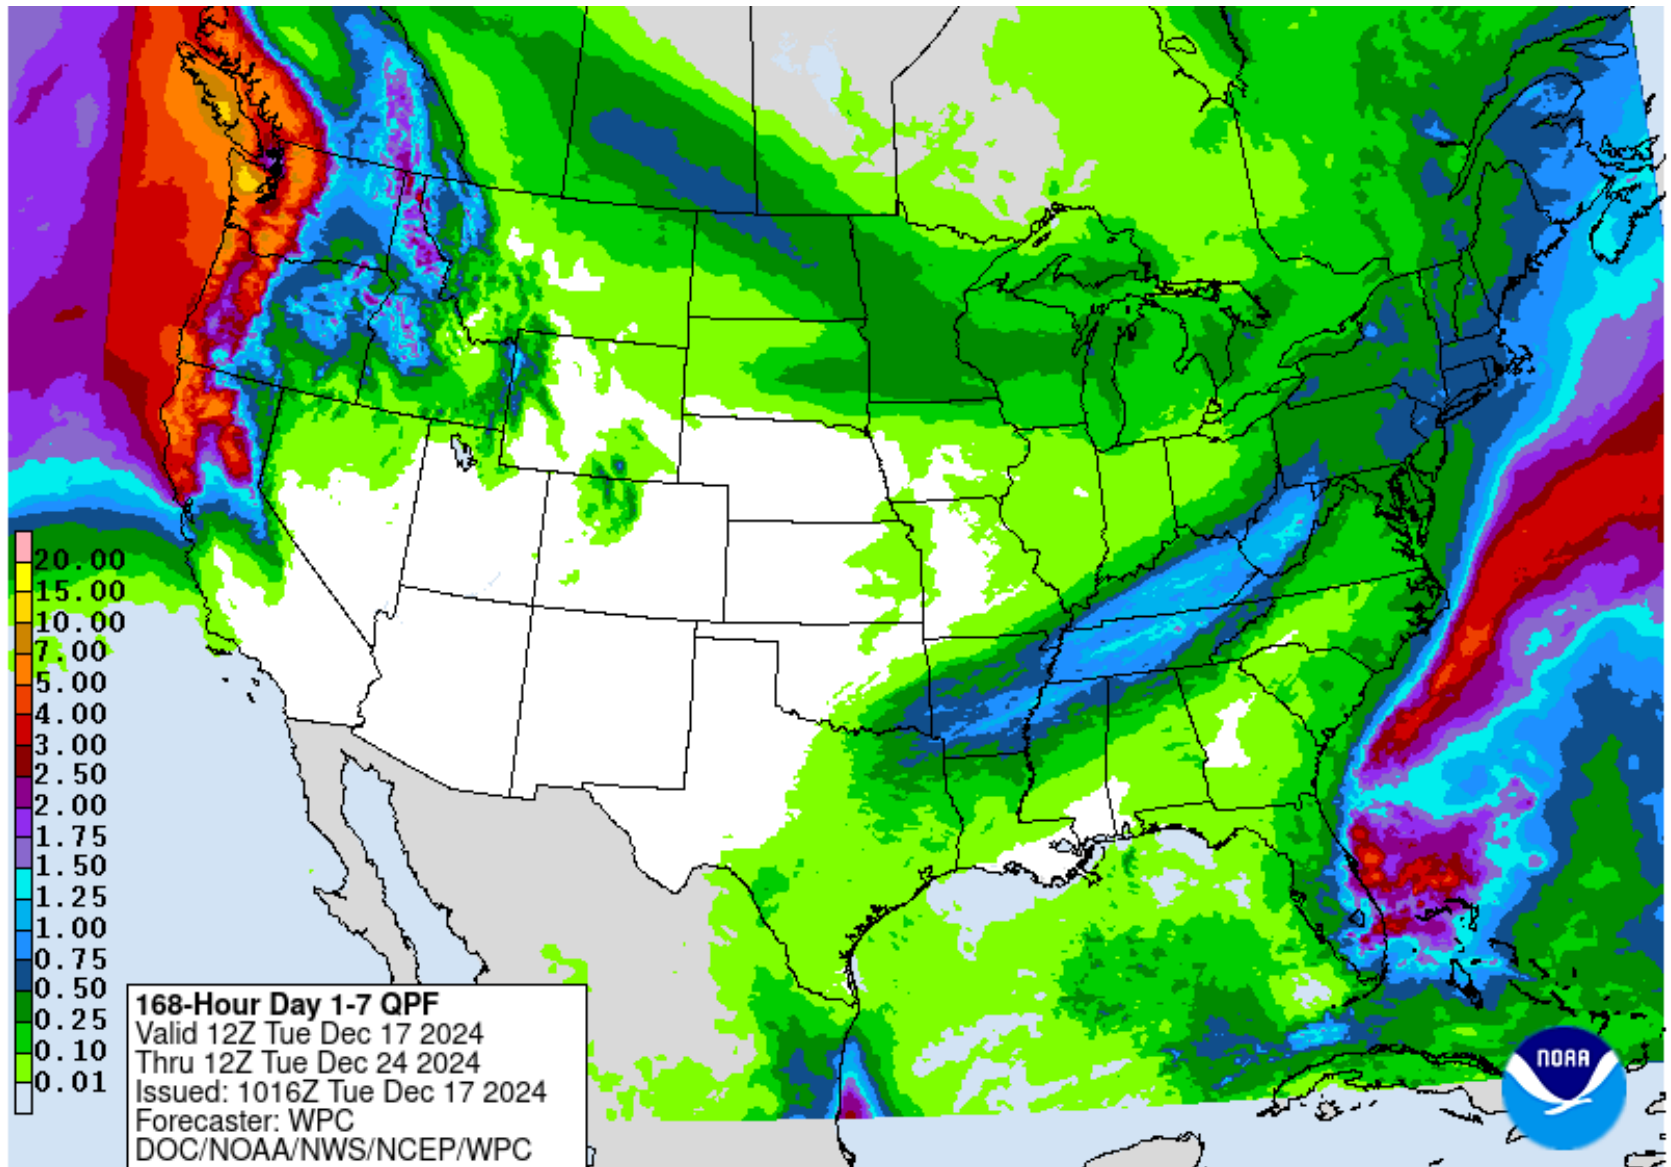 20.00
15.00
10.00
7.00
5.00
4.00
3.00
2.50
2.00
1.75
1.50
1.25
1.00
0.75
0.50
0.25
0.10
0.01
168-Hour Day 1-7 QPF
Valid 12Z Tue Dec 17 2024
Thru 12Z Tue Dec 24 2024
Issued: 1016Z Tue Dec 17 2024
Forecaster: WPC
DOC/NOAA/NWS/NCEP/WPC
NOAA